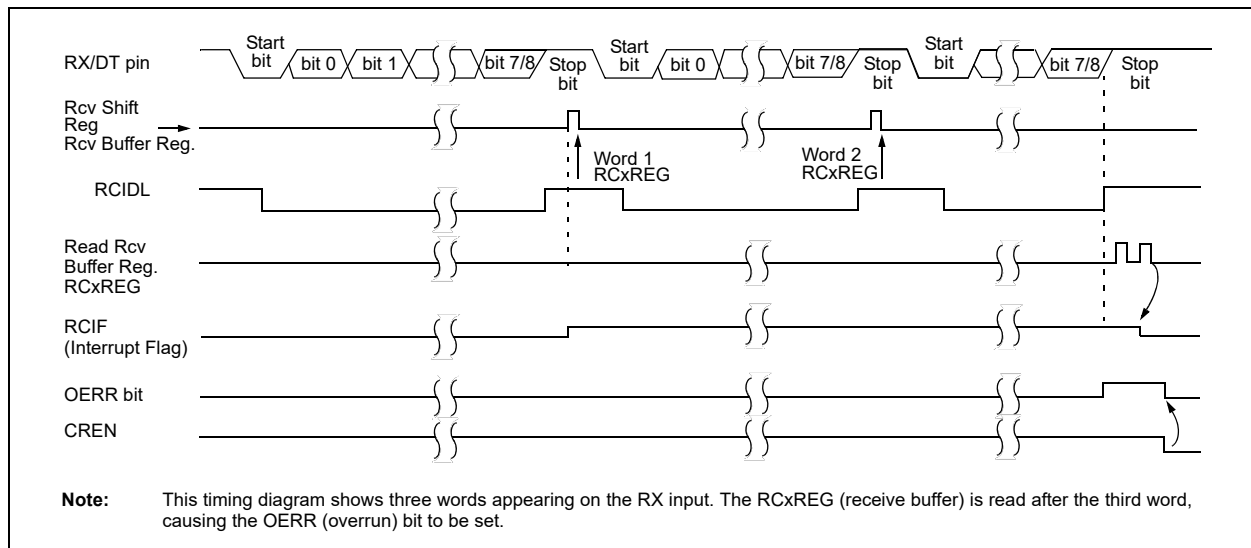 RX/DT pin
Start
bit
bit 0
bit 1
bit 7/8
Stop
bit
Start
bit
bit 0
bit 7/8
Stop
bit
Start
bit
bit 7/8
Stop
bit
Rcv Shift
Reg
Rcv Buffer Reg.
Word 1
RCxREG
Word 2
RCxREG
RCIDL
Read Rcv
Buffer Reg.
RCxREG
RCIF
(Interrupt Flag)
OERR bit
CREN
Note: This timing diagram shows three words appearing on the RX input. The RCxREG (receive buffer) is read after the third word,
causing the OERR (overrun) bit to be set.